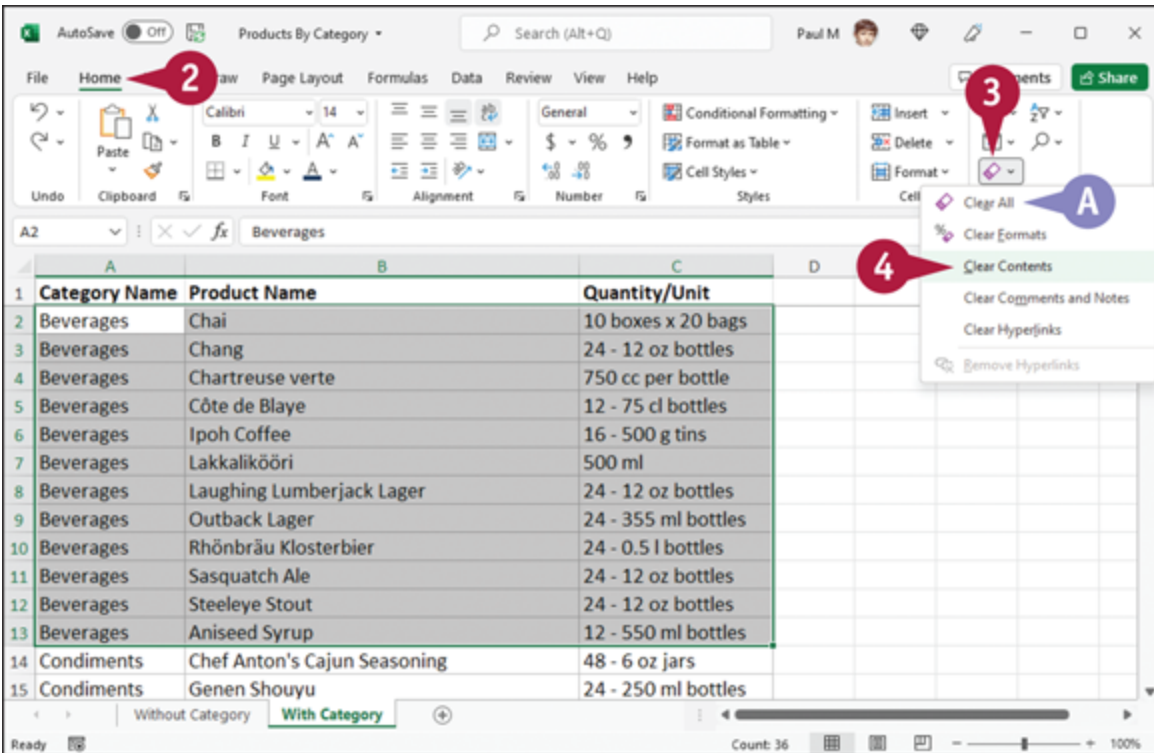 AutoSave Off Products By Category Search (Alt+Q) Paul M
File Home Page Layout Formulas Data Review View Help Share
2
3
Calibri 14 General Conditional Formatting Insert
Paste B I U $ % Format as Table Delete
Cell Styles Format
Undo Clipboard Font Alignment Number Styles
Clear All A
A2 fx Beverages
Clear Formats
4 Clear Contents
Clear Comments and Notes
Clear Hyperlinks
Remove Hyperlinks
A B C D
1 Category Name Product Name Quantity/Unit
2 Beverages Chai 10 boxes x 20 bags
3 Beverages Chang 24 - 12 oz bottles
4 Beverages Chartreuse verte 750 cc per bottle
5 Beverages Côte de Blaye 12 - 75 cl bottles
6 Beverages Ipoh Coffee 16 - 500 g tins
7 Beverages Lakkalikööri 500 ml
8 Beverages Laughing Lumberjack Lager 24 - 12 oz bottles
9 Beverages Outback Lager 24 - 355 ml bottles
10 Beverages Rhönbräu Klosterbier 24 - 0.5 l bottles
11 Beverages Sasquatch Ale 24 - 12 oz bottles
12 Beverages Steeleye Stout 24 - 12 oz bottles
13 Beverages Aniseed Syrup 12 - 550 ml bottles
14 Condiments Chef Anton's Cajun Seasoning 48 - 6 oz jars
15 Condiments Genen Shouyu 24 - 250 ml bottles
Without Category With Category
Ready Count: 36 100%